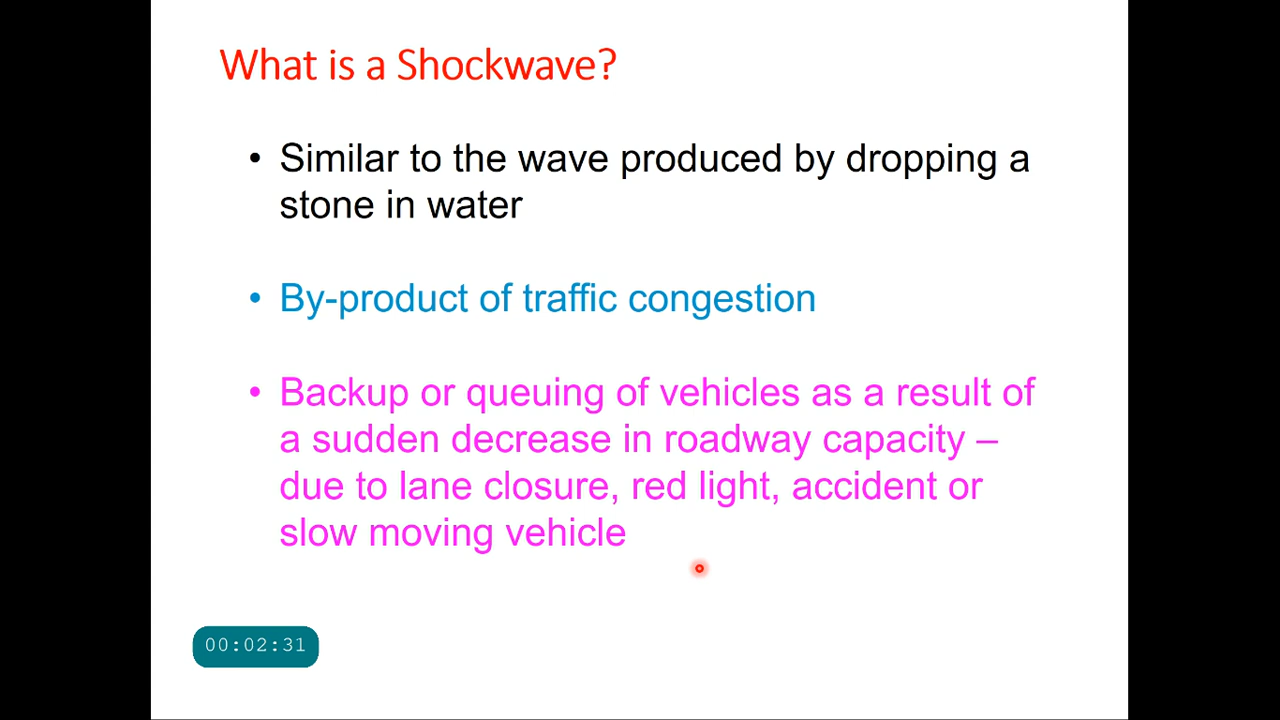 What is a Shockwave?
• Similar to the wave produced by dropping a
stone in water
• By-product of traffic congestion
• Backup or queuing of vehicles as a result of
a sudden decrease in roadway capacity –
due to lane closure, red light, accident or
slow moving vehicle
00:02:31